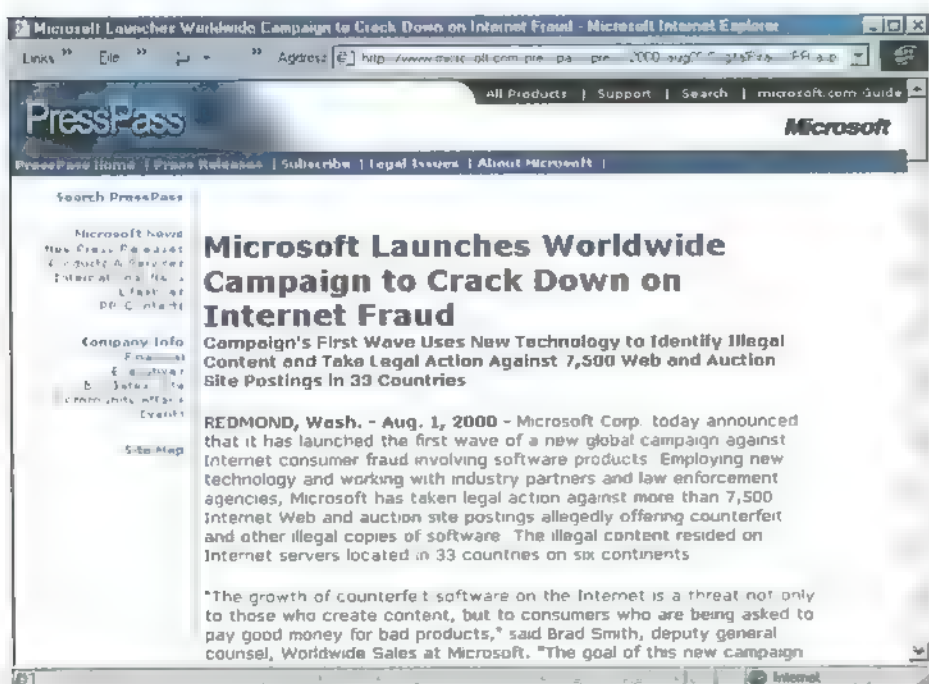 Microsoft Launches Worldwide Campaign to Crack Down on Internet Fraud - Microsoft Internet Explorer
Links » File » » Address http
All Products | Support | Search | microsoft.com Guide
PressPass
Microsoft
PressPass Home | Press Releases | Subscribe | Legal Issues | About Microsoft |
Search PressPass
Microsoft News
Company Info
Events
Site Map
Microsoft Launches Worldwide
Campaign to Crack Down on
Internet Fraud
Campaign's First Wave Uses New Technology to Identify Illegal
Content and Take Legal Action Against 7,500 Web and Auction
Site Postings in 33 Countries
REDMOND, Wash. - Aug. 1, 2000 - Microsoft Corp. today announced
that it has launched the first wave of a new global campaign against
Internet consumer fraud involving software products. Employing new
technology and working with industry partners and law enforcement
agencies, Microsoft has taken legal action against more than 7,500
Internet Web and auction site postings allegedly offering counterfeit
and other illegal copies of software. The illegal content resided on
Internet servers located in 33 countries on six continents
"The growth of counterfeit software on the Internet is a threat not only
to those who create content, but to consumers who are being asked to
pay good money for bad products," said Brad Smith, deputy general
counsel, Worldwide Sales at Microsoft. "The goal of this new campaign
Internet